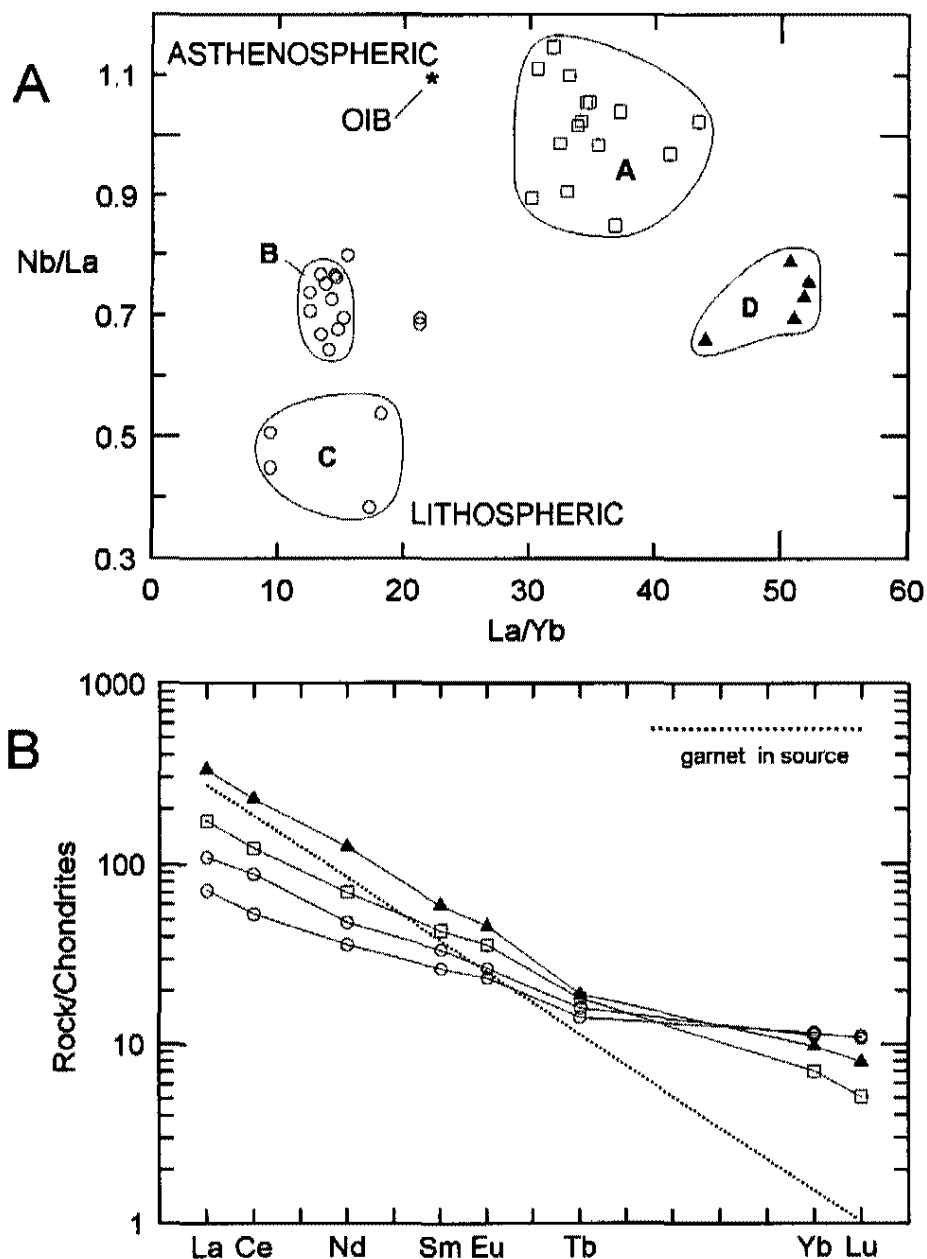 A
ASTHENOSPHERIC
OIB
*
A
B
C
D
LITHOSPHERIC
Nb/La
1.1
0.9
0.7
0.5
0.3
0 10 20 30 40 50 60
La/Yb
B
1000
100
10
1
Rock/Chondrites
garnet in source
La Ce Nd Sm Eu Tb Yb Lu